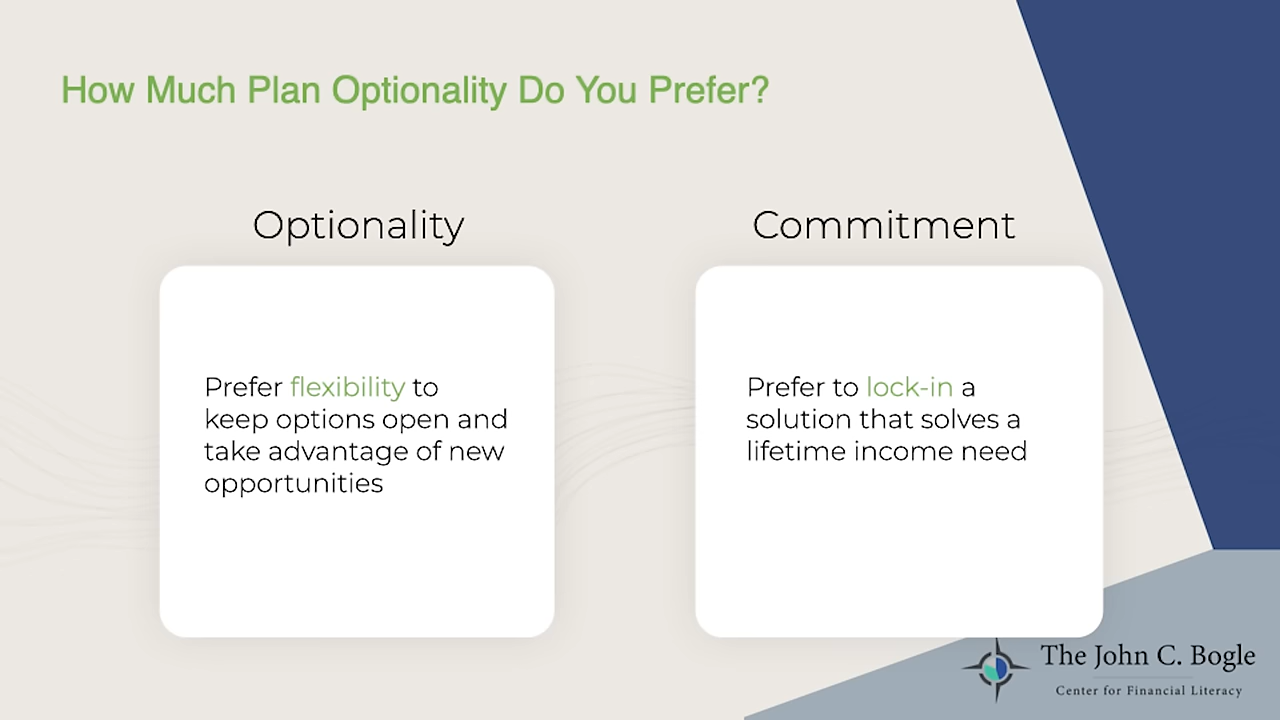 How Much Plan Optionality Do You Prefer?
Optionality
Prefer flexibility to
keep options open and
take advantage of new
opportunities
Commitment
Prefer to lock-in a
solution that solves a
lifetime income need
The John C. Bogle
Center for Financial Literacy